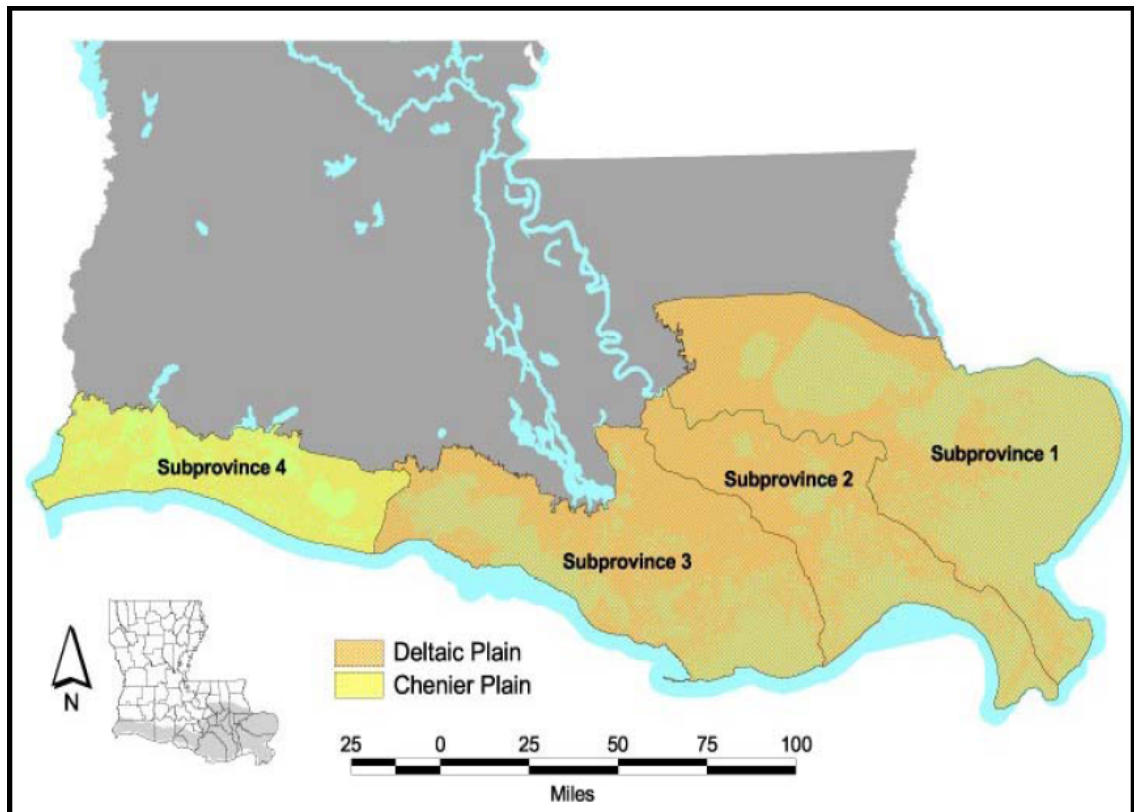 Subprovince 1
Subprovince 4
Subprovince 2
Subprovince 3
Deltaic Plain
Chenier Plain
N
25 0 25 50 75 100
Miles